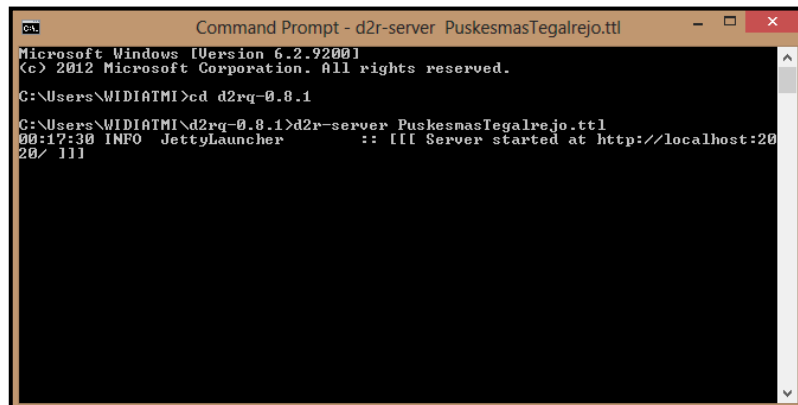 Command Prompt - d2r-server PuskesmasTegalrejo.ttl
Microsoft Windows [Version 6.2.9200]
(c) 2012 Microsoft Corporation. All rights reserved.
C:\Users\WIDIATMI>cd d2rq-0.8.1
C:\Users\WIDIATMI\d2rq-0.8.1>d2r-server PuskesmasTegalrejo.ttl
00:17:30 INFO  JettyLauncher        :: [[[ Server started at http://localhost:20
20/ ]]]